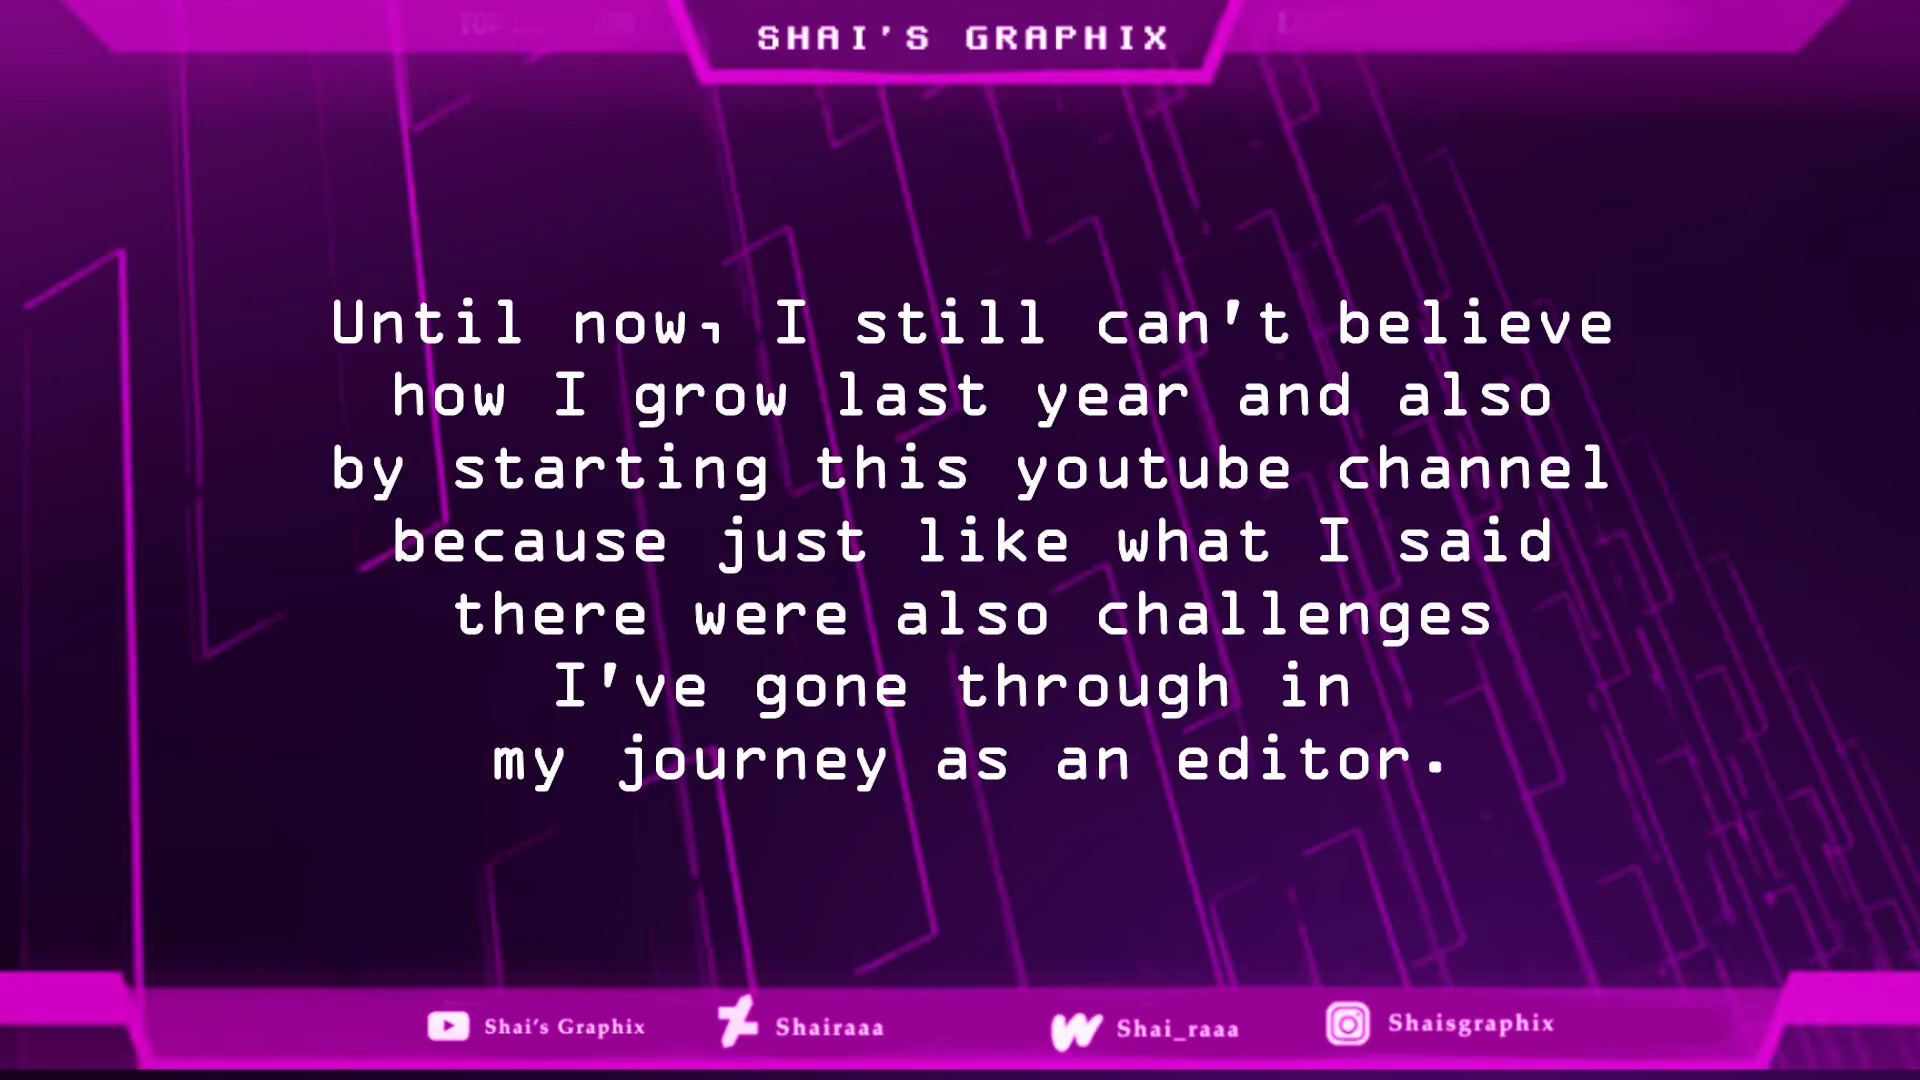 SHAI'S GRAPHIX
Until now, I still can't believe
how I grow last year and also
by starting this youtube channel
because just like what I said
there were also challenges
I've gone through in
my journey as an editor.
Shai's Graphix
Shairaaa
Shai_raaa
Shaisgraphix